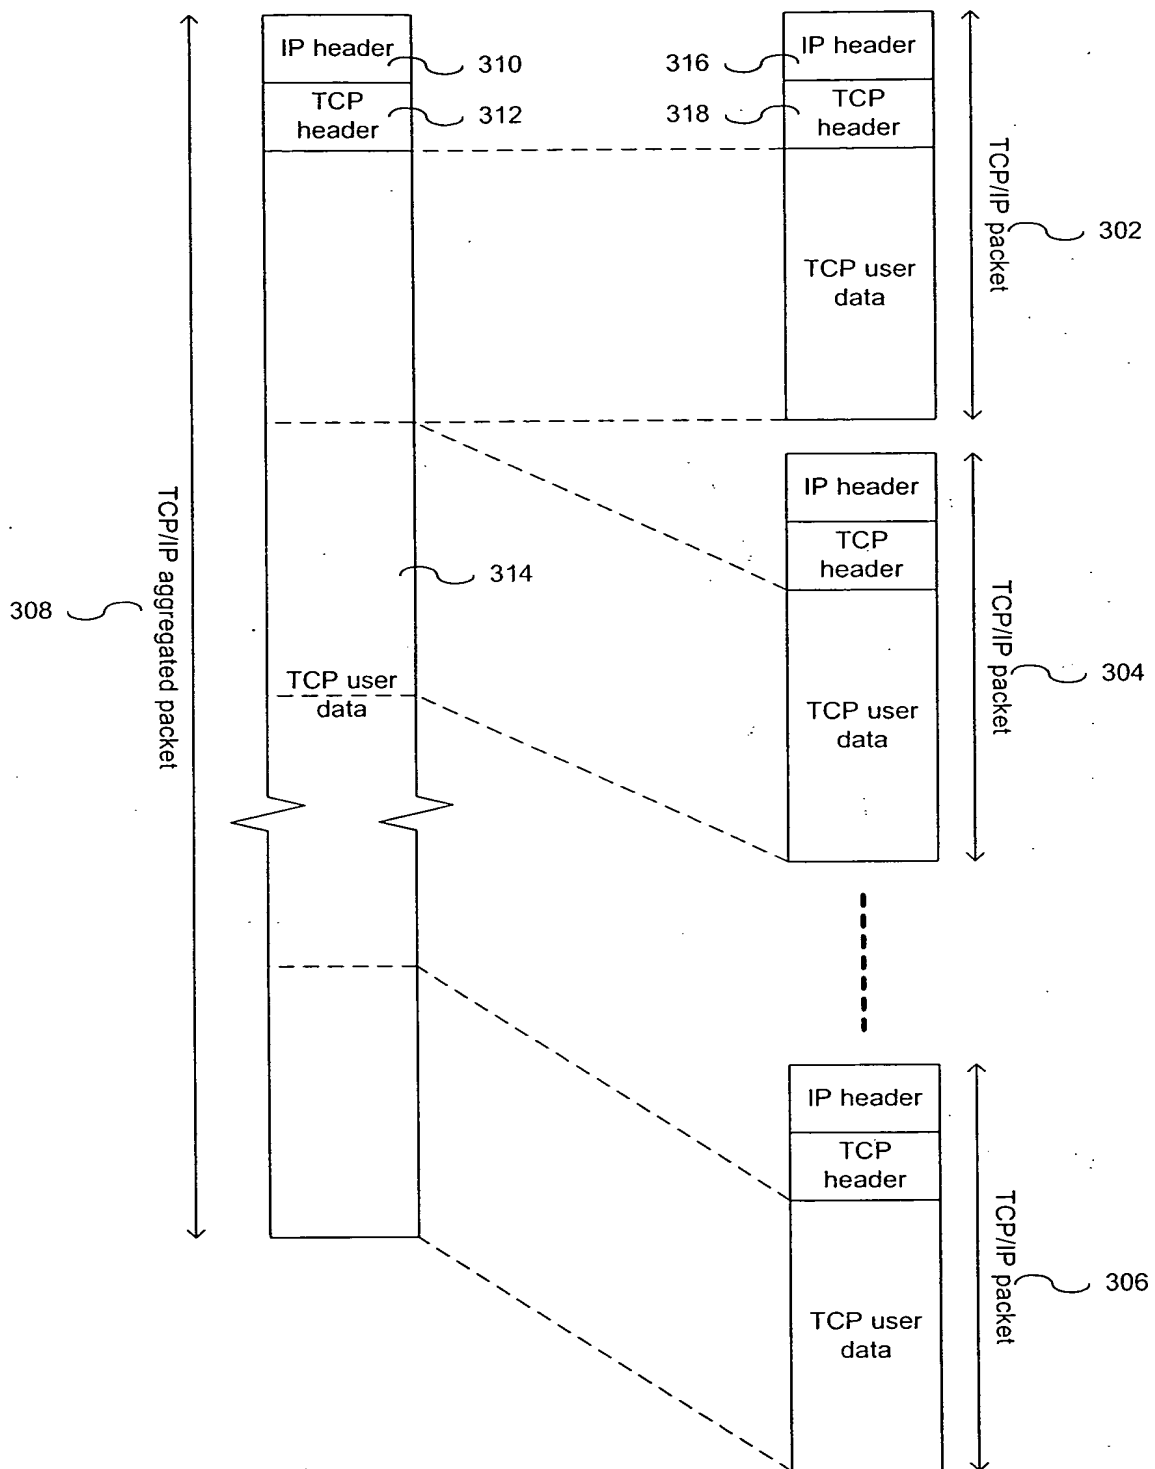 IP header
310
TCP
header
312
316
IP header
318
TCP
header
TCP user
data
TCP/IP packet
302
IP header
TCP
header
TCP user
data
TCP/IP packet
304
308
TCP/IP aggregated packet
314
TCP user
data
IP header
TCP
header
TCP user
data
TCP/IP packet
306